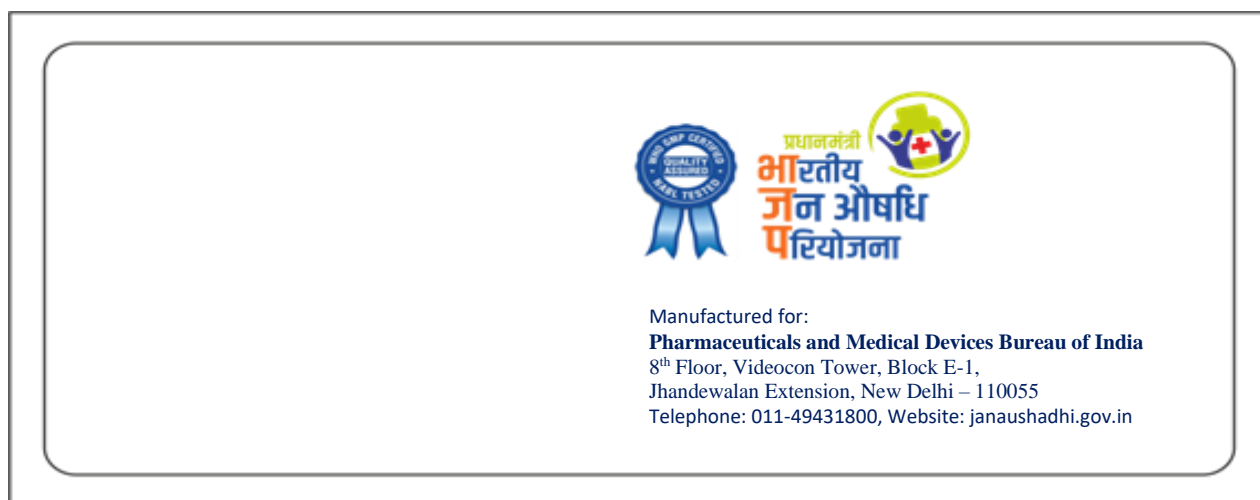 WHO GMP CERTIFIED
QUALITY
ASSURED
NABL TESTED
प्रधानमंत्री
भारतीय
जन औषधि
परियोजना
Manufactured for:
Pharmaceuticals and Medical Devices Bureau of India
8th Floor, Videocon Tower, Block E-1,
Jhandewalan Extension, New Delhi – 110055
Telephone: 011-49431800, Website: janaushadhi.gov.in